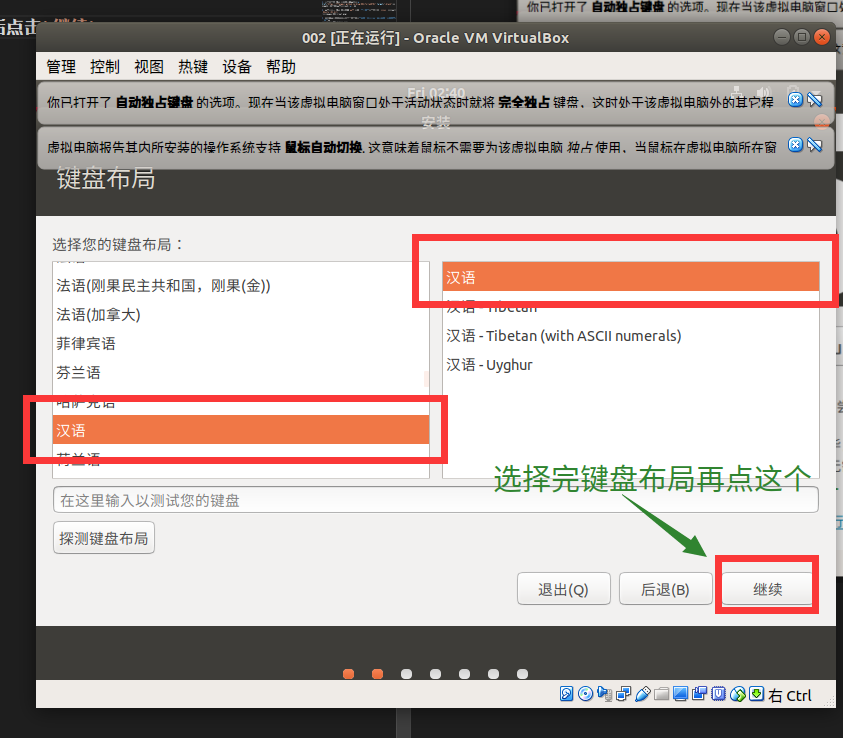 你已打开了 自动独占键盘 的选项。现在当该虚拟电脑窗口处
002 [正在运行] - Oracle VM VirtualBox
管理 控制 视图 热键 设备 帮助
Fri 02:40
你已打开了 自动独占键盘 的选项。现在当该虚拟电脑窗口处于活动状态时就将 完全独占 键盘，这时处于该虚拟电脑外的其它程
安装
虚拟电脑报告其内所安装的操作系统支持 鼠标自动切换. 这意味着鼠标不需要为该虚拟电脑 独占 使用，当鼠标在虚拟电脑所在窗
键盘布局
选择您的键盘布局：
法语(刚果民主共和国，刚果(金))
法语(加拿大)
菲律宾语
芬兰语
哈萨克语
汉语
荷兰语
汉语
汉语 - Tibetan
汉语 - Tibetan (with ASCII numerals)
汉语 - Uyghur
选择完键盘布局再点这个
在这里输入以测试您的键盘
探测键盘布局
退出(Q) 后退(B) 继续
右 Ctrl